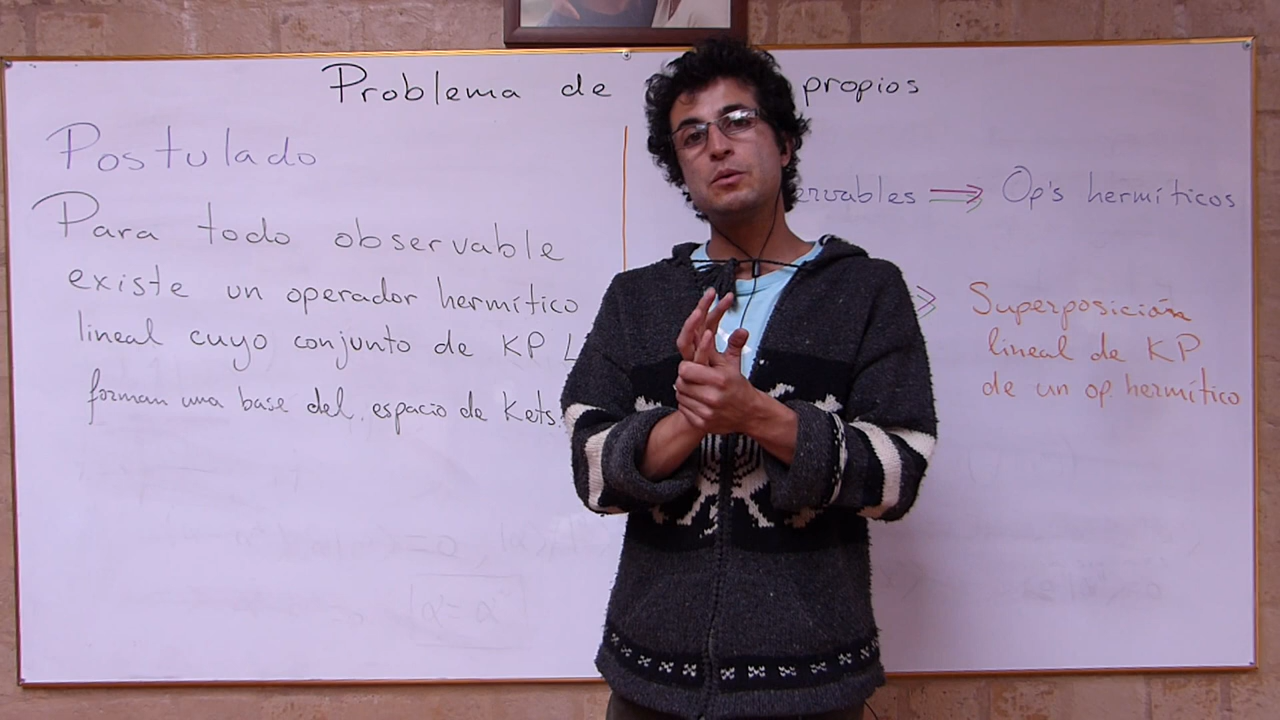 Problema de propios
Postulado
Para todo observable
existe un operador hermítico
lineal cuyo conjunto de KP
forman una base del espacio de Kets.
ervables ⟹ Op's hermíticos
Superposición
lineal de KP
de un op. hermítico